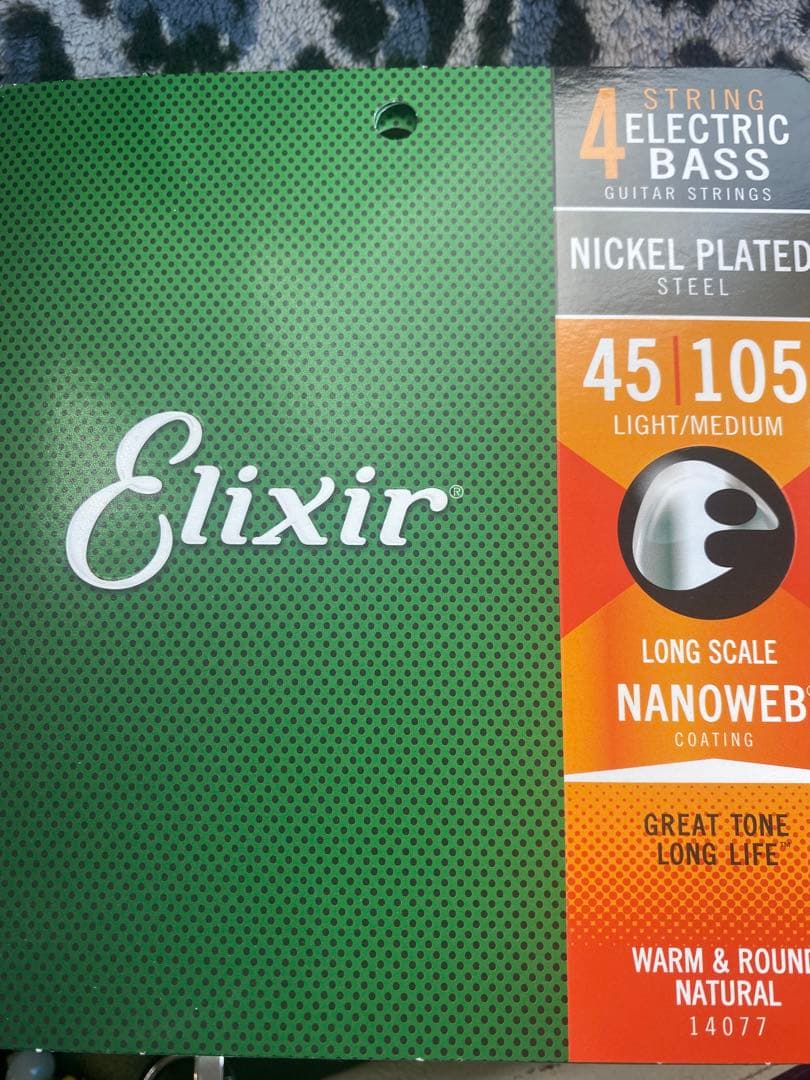 Elixir®
4 STRING
ELECTRIC
BASS
GUITAR STRINGS
NICKEL PLATED
STEEL
45|105
LIGHT/MEDIUM
LONG SCALE
NANOWEB®
COATING
GREAT TONE
LONG LIFE™
WARM & ROUND
NATURAL
14077